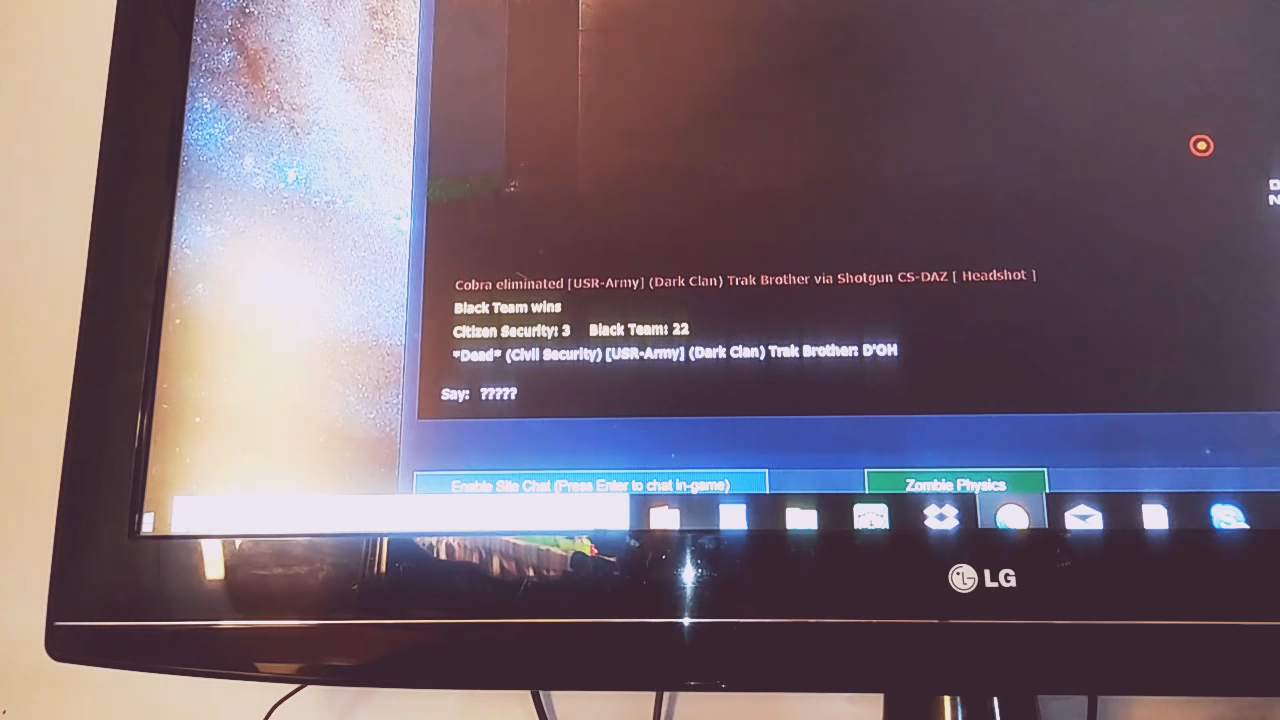 Cobra eliminated [USR-Army] (Dark Clan) Trak Brother via Shotgun CS-DAZ [ Headshot ]
Black Team wins
Citizen Security: 3 Black Team: 22
*Dead* (Civil Security) [USR-Army] (Dark Clan) Trak Brother: D'OH
Say: ?????
Enable Site Chat (Press Enter to chat in-game)
Zombie Physics
LG